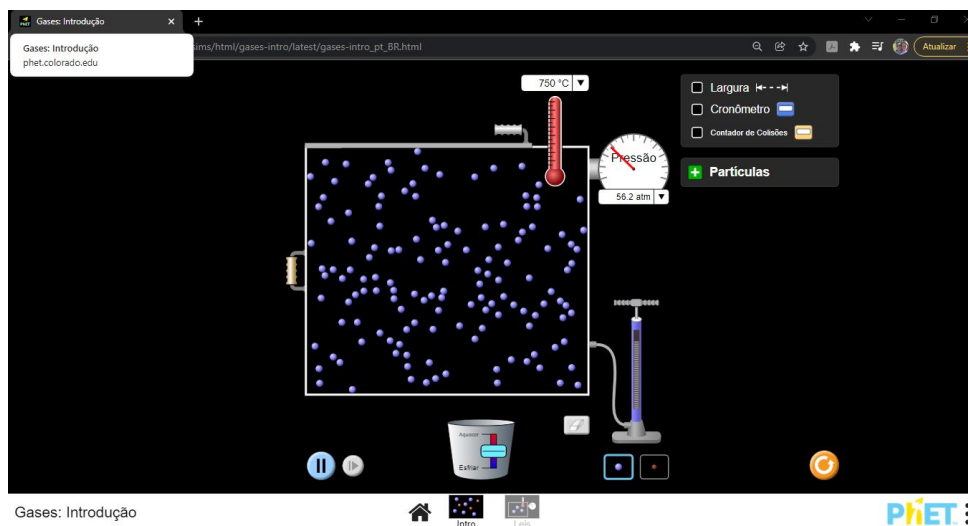 Gases: Introdução
Gases: Introdução
phet.colorado.edu
sims/html/gases-intro/latest/gases-intro_pt_BR.html
Atualizar
750 °C
Largura
Cronômetro
Contador de Colisões
Pressão
Partículas
56.2 atm
Aquecer
Esfriar
Gases: Introdução
Intro
Leis
PhET